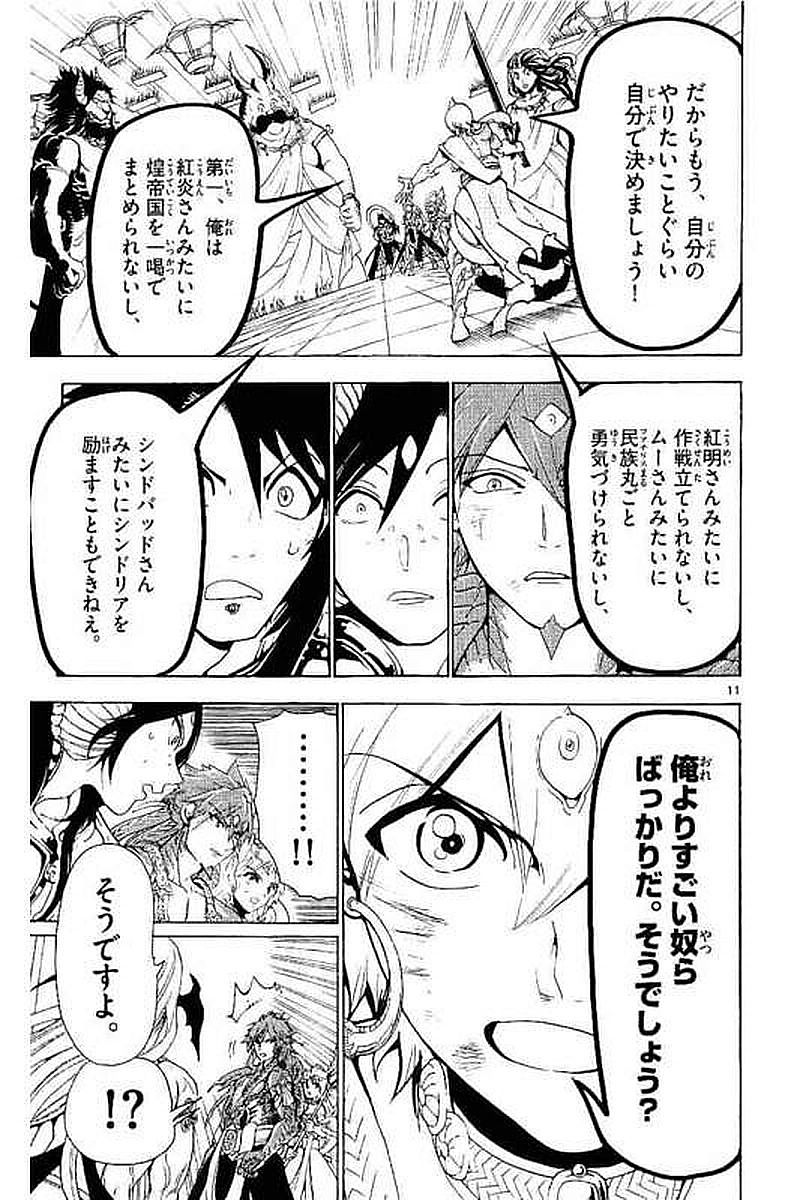 だからもう、自分の
やりたいことぐらい
自分で決めましょう!
第一、俺は
紅炎さんみたいに
煌帝国を一喝で
まとめられないし、
紅明さんみたいに
作戦立てられないし、
ムーさんみたいに
民族丸ごと
勇気づけられないし、
シンドバッドさん
みたいにシンドリアを
励ますこともできねえ。
11
俺よりすごい奴ら
ばっかりだ。そうでしょう?
………!!
そうですよ。
!?